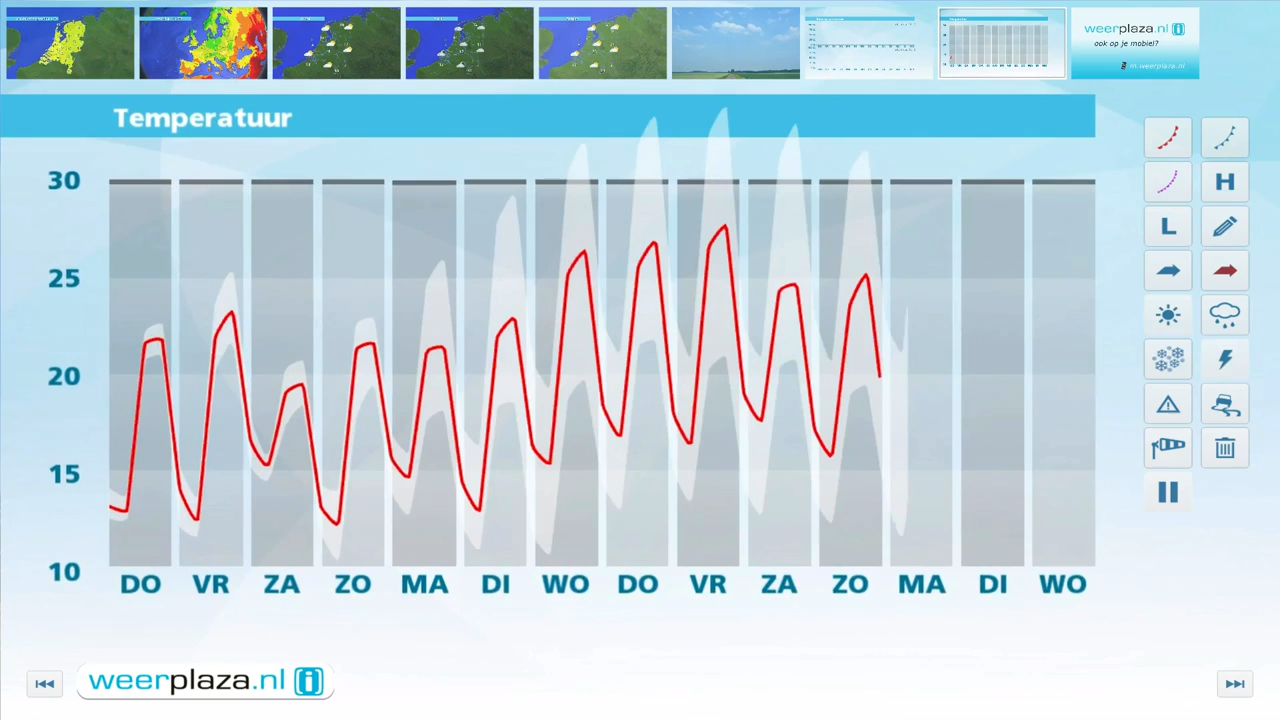 weerplaza.nl i
ook op je mobiel?
m.weerplaza.nl
Temperatuur
30
25
20
15
10
DO VR ZA ZO MA DI WO DO VR ZA ZO MA DI WO
H
L
weerplaza.nl i